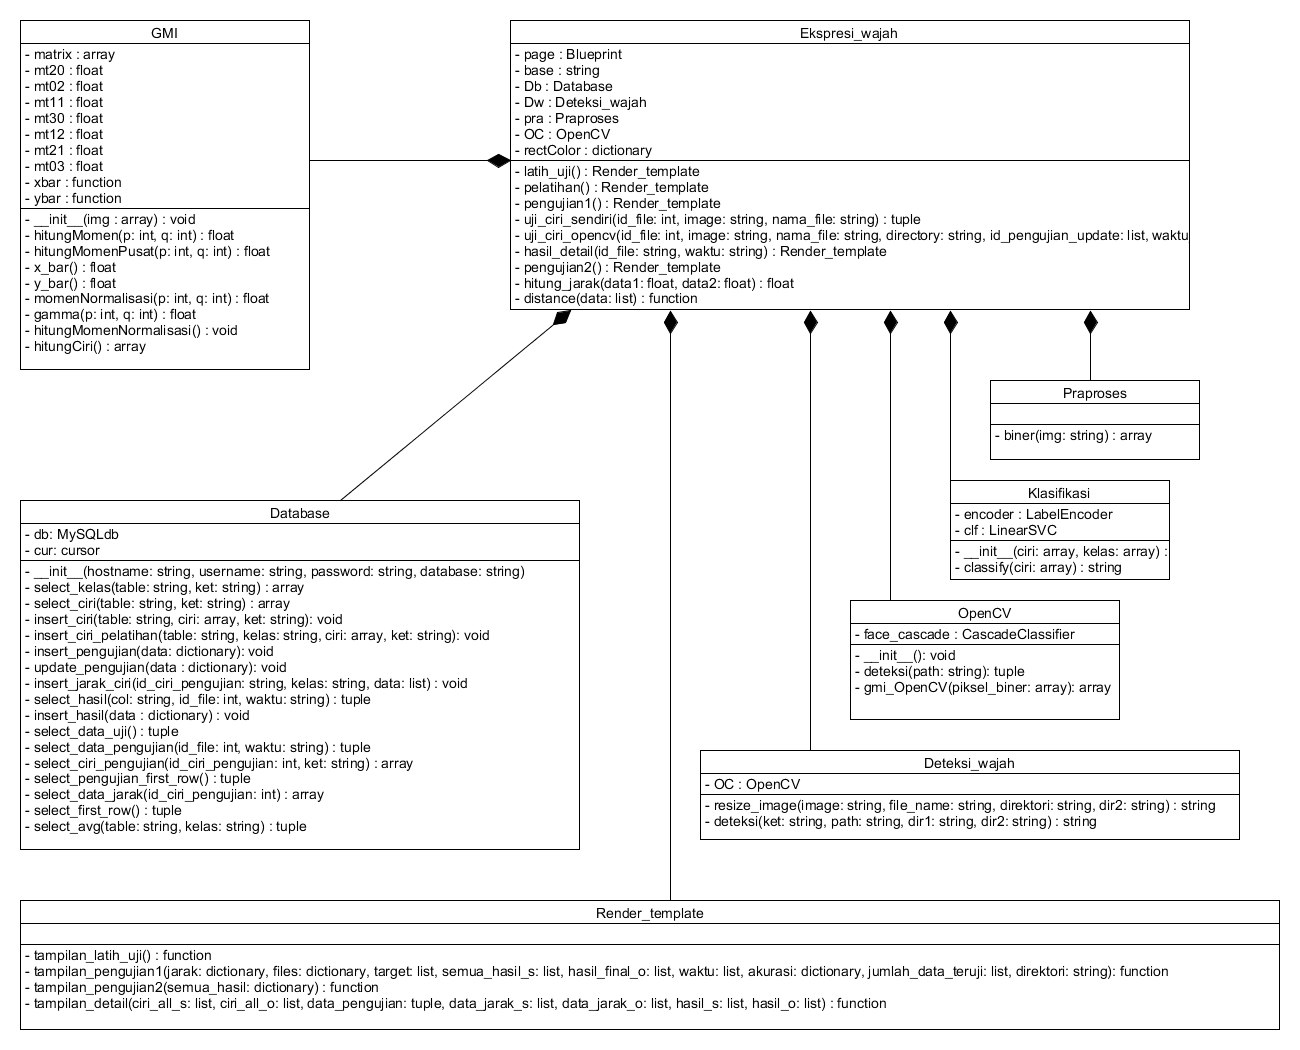 GMI
- matrix : array
- mt20 : float
- mt02 : float
- mt11 : float
- mt30 : float
- mt12 : float
- mt21 : float
- mt03 : float
- xbar : function
- ybar : function
- __init__(img : array) : void
- hitungMomen(p: int, q: int) : float
- hitungMomenPusat(p: int, q: int) : float
- x_bar() : float
- y_bar() : float
- momenNormalisasi(p: int, q: int) : float
- gamma(p: int, q: int) : float
- hitungMomenNormalisasi() : void
- hitungCiri() : array
Ekspresi_wajah
- page : Blueprint
- base : string
- Db : Database
- Dw : Deteksi_wajah
- pra : Praproses
- OC : OpenCV
- rectColor : dictionary
- latih_uji() : Render_template
- pelatihan() : Render_template
- pengujian1() : Render_template
- uji_ciri_sendiri(id_file: int, image: string, nama_file: string) : tuple
- uji_ciri_opencv(id_file: int, image: string, nama_file: string, directory: string, id_pengujian_update: list, waktu
- hasil_detail(id_file: string, waktu: string) : Render_template
- pengujian2() : Render_template
- hitung_jarak(data1: float, data2: float) : float
- distance(data: list) : function
Praproses
- biner(img: string) : array
Klasifikasi
- encoder : LabelEncoder
- clf : LinearSVC
- __init__(ciri: array, kelas: array) :
- classify(ciri: array) : string
Database
- db: MySQLdb
- cur: cursor
- __init__(hostname: string, username: string, password: string, database: string)
- select_kelas(table: string, ket: string) : array
- select_ciri(table: string, ket: string) : array
- insert_ciri(table: string, ciri: array, ket: string): void
- insert_ciri_pelatihan(table: string, kelas: string, ciri: array, ket: string): void
- insert_pengujian(data: dictionary): void
- update_pengujian(data : dictionary): void
- insert_jarak_ciri(id_ciri_pengujian: string, kelas: string, data: list) : void
- select_hasil(col: string, id_file: int, waktu: string) : tuple
- insert_hasil(data : dictionary) : void
- select_data_uji() : tuple
- select_data_pengujian(id_file: int, waktu: string) : tuple
- select_ciri_pengujian(id_ciri_pengujian: int, ket: string) : array
- select_pengujian_first_row() : tuple
- select_data_jarak(id_ciri_pengujian: int) : array
- select_first_row() : tuple
- select_avg(table: string, kelas: string) : tuple
OpenCV
- face_cascade : CascadeClassifier
- __init__(): void
- deteksi(path: string): tuple
- gmi_OpenCV(piksel_biner: array): array
Deteksi_wajah
- OC : OpenCV
- resize_image(image: string, file_name: string, direktori: string, dir2: string) : string
- deteksi(ket: string, path: string, dir1: string, dir2: string) : string
Render_template
- tampilan_latih_uji() : function
- tampilan_pengujian1(jarak: dictionary, files: dictionary, target: list, semua_hasil_s: list, hasil_final_o: list, waktu: list, akurasi: dictionary, jumlah_data_teruji: list, direktori: string): function
- tampilan_pengujian2(semua_hasil: dictionary) : function
- tampilan_detail(ciri_all_s: list, ciri_all_o: list, data_pengujian: tuple, data_jarak_s: list, data_jarak_o: list, hasil_s: list, hasil_o: list) : function